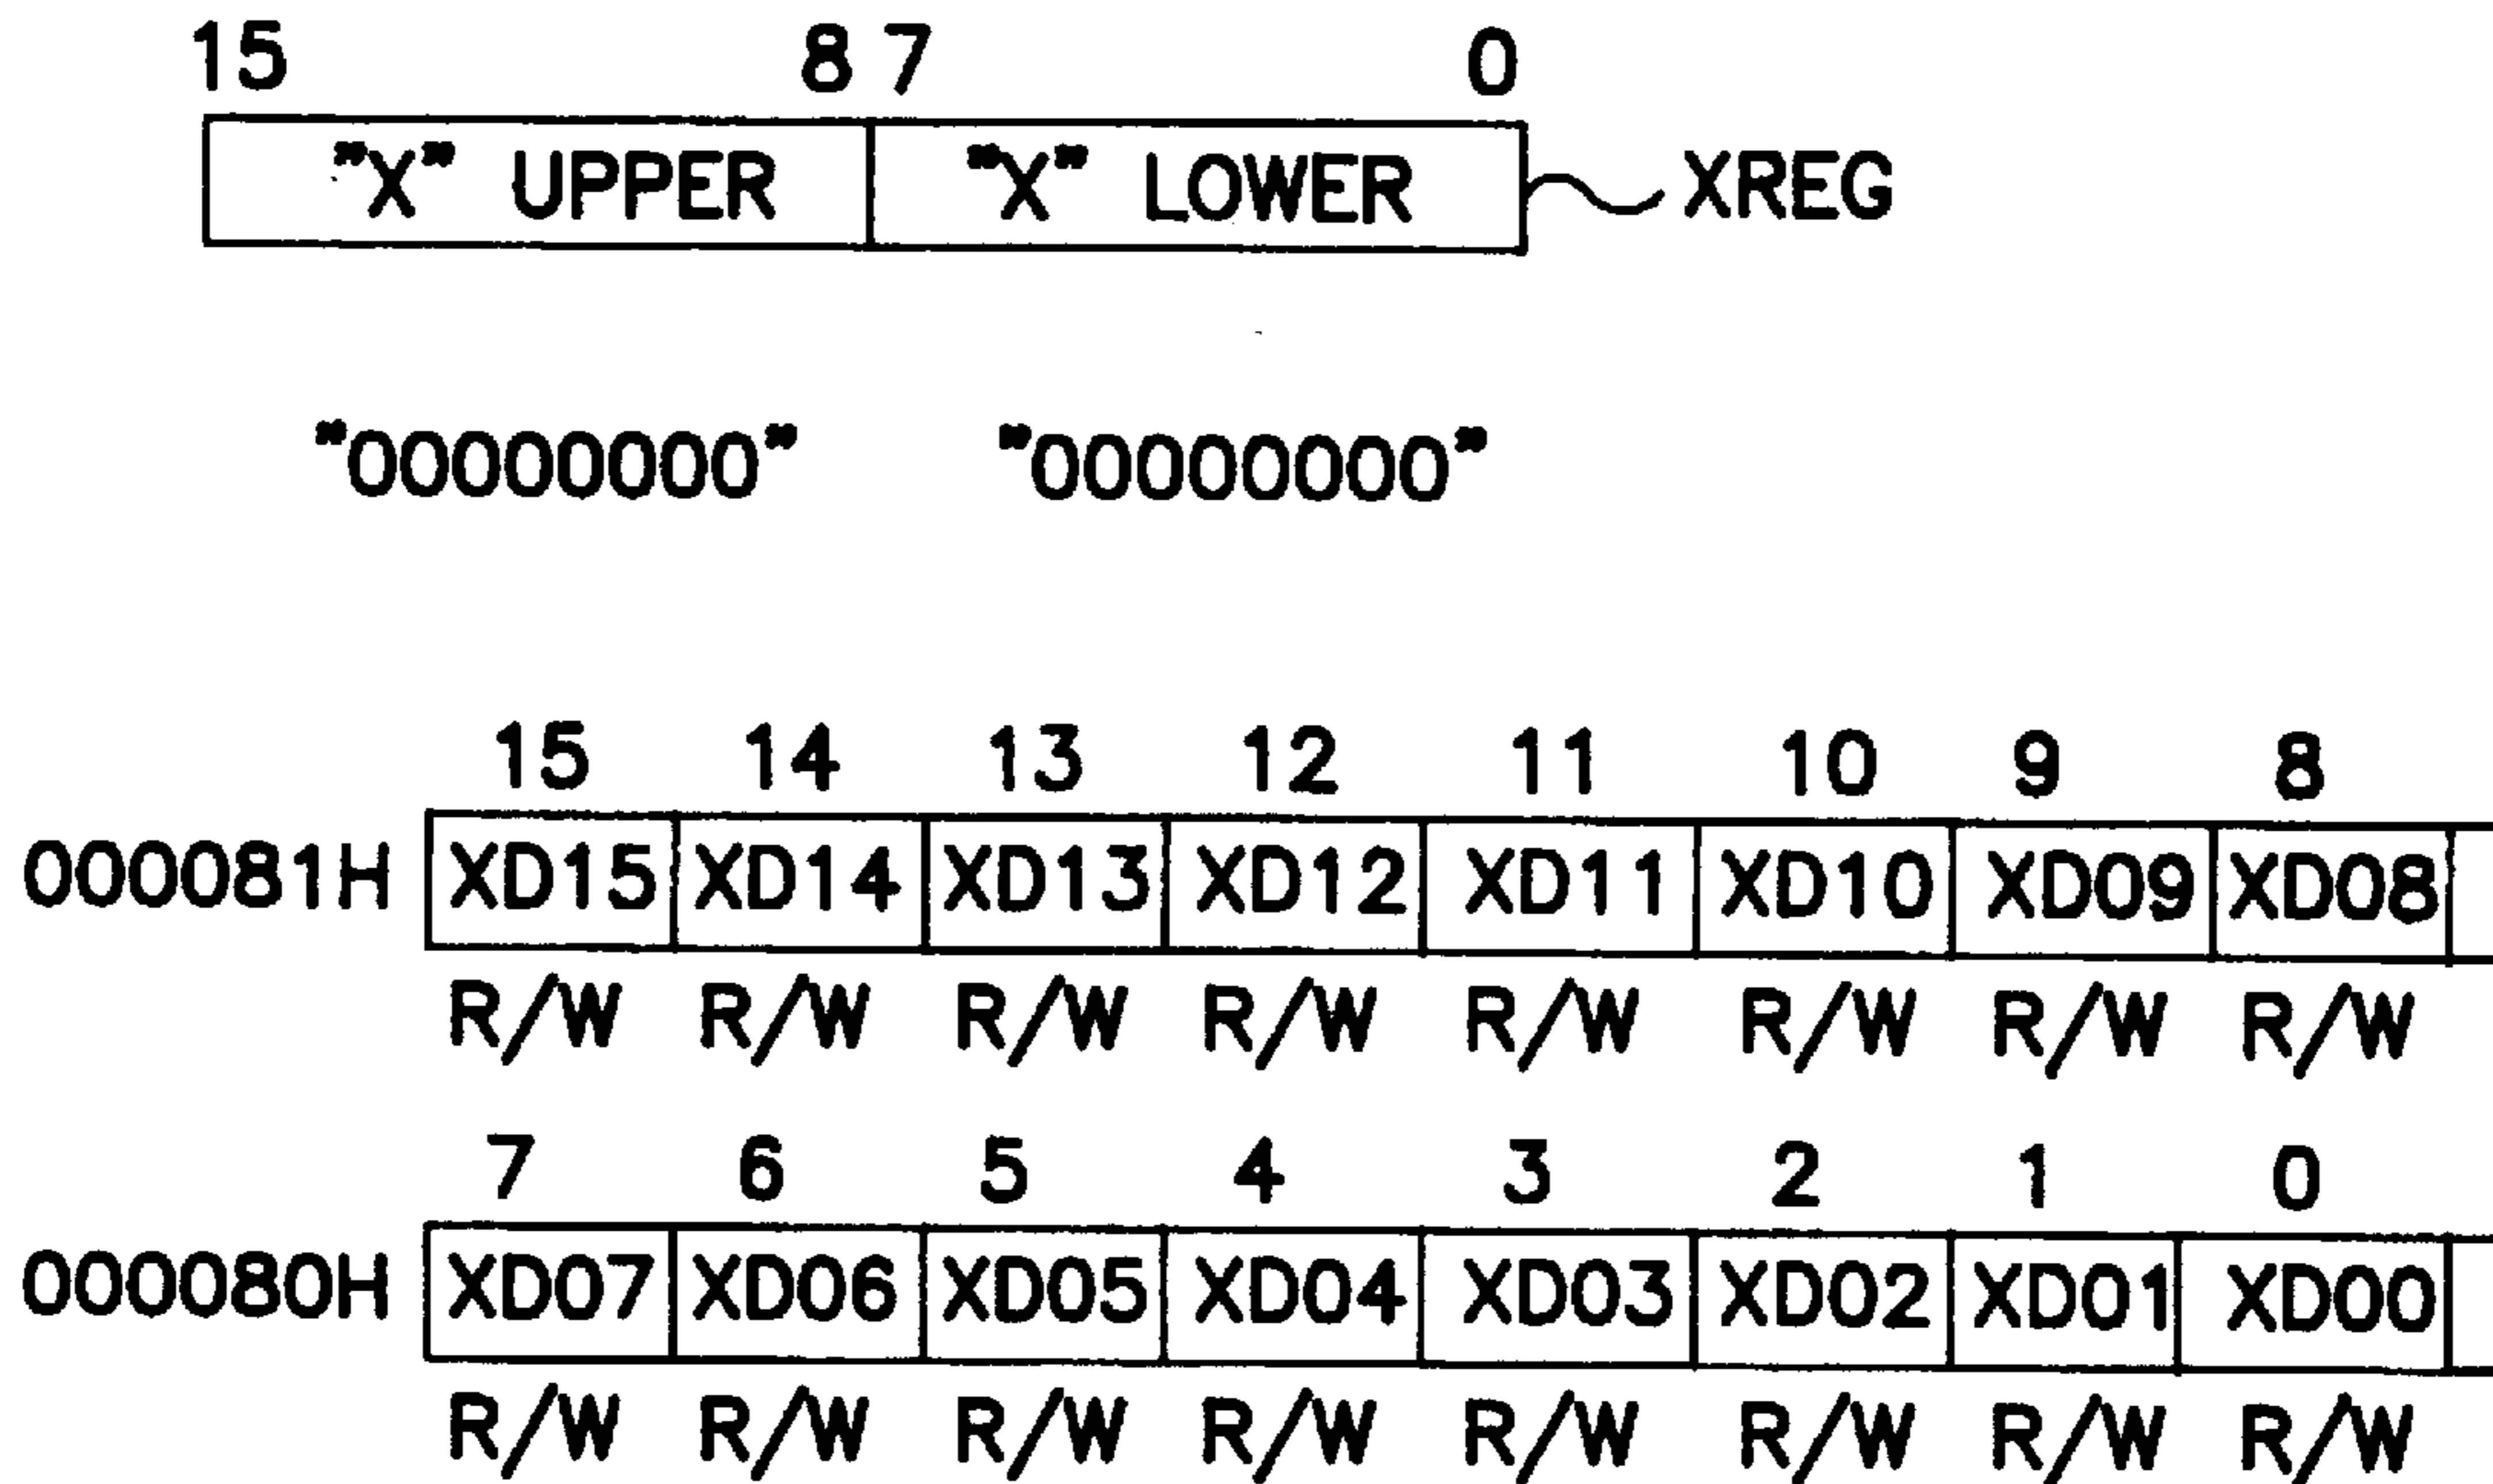 15 8 7 0
"X" UPPER "X" LOWER XREG
"00000000" "00000000"
15 14 13 12 11 10 9 8
000081H XD15 XD14 XD13 XD12 XD11 XD10 XD09 XD08
R/W R/W R/W R/W R/W R/W R/W R/W
7 6 5 4 3 2 1 0
000080H XD07 XD06 XD05 XD04 XD03 XD02 XD01 XD00
R/W R/W R/W R/W R/W R/W R/W R/W